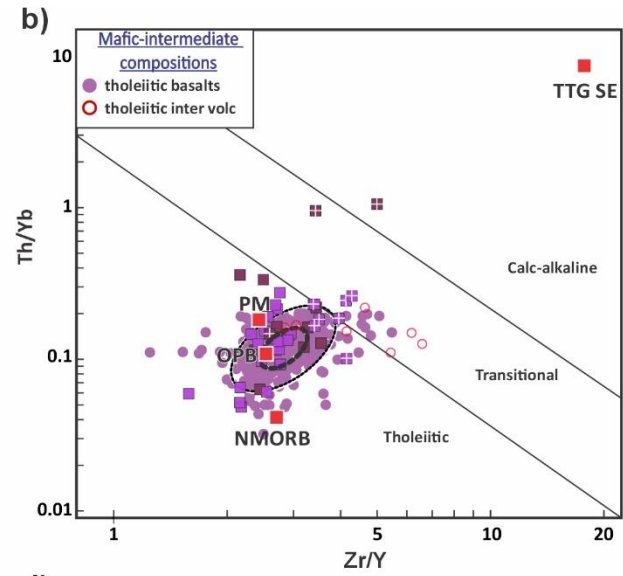 b)
Mafic-intermediate
compositions
tholeiitic basalts
tholeiitic inter volc
10
1
0.1
0.01
Th/Yb
TTG SE
Calc-alkaline
PM
OPB
Transitional
NMORB
Tholeiitic
1
5
10
20
Zr/Y